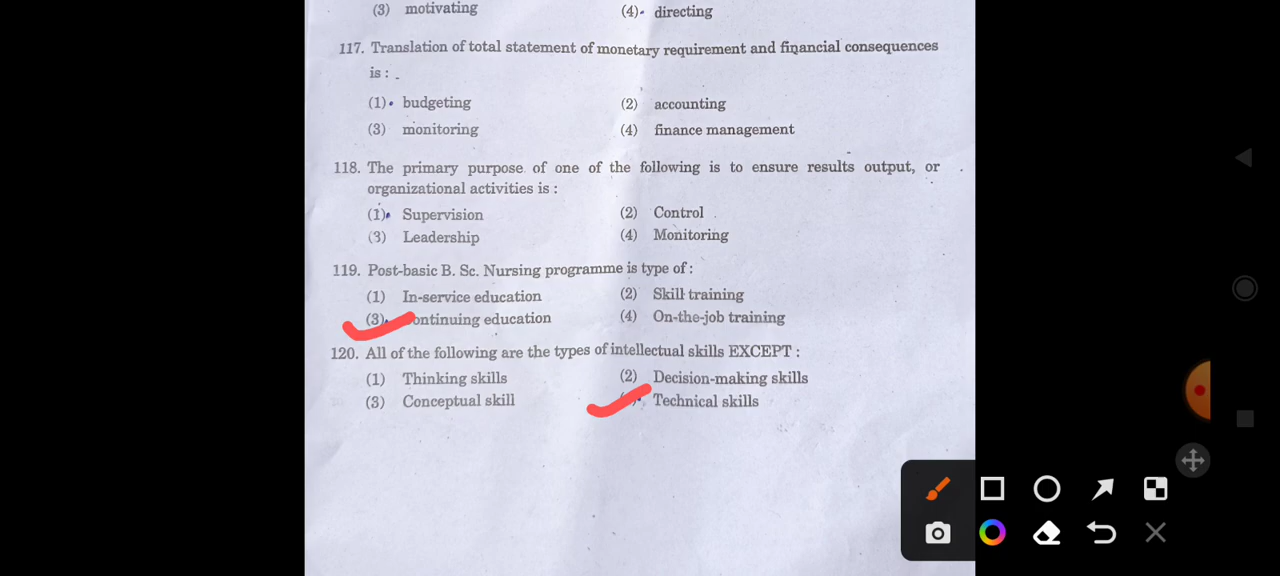 (3) motivating (4) directing
117. Translation of total statement of monetary requirement and financial consequences
is :
(1) budgeting (2) accounting
(3) monitoring (4) finance management
118. The primary purpose of one of the following is to ensure results output, or
organizational activities is :
(1) Supervision (2) Control
(3) Leadership (4) Monitoring
119. Post-basic B. Sc. Nursing programme is type of :
(1) In-service education (2) Skill training
(3) ontinuing education (4) On-the-job training
120. All of the following are the types of intellectual skills EXCEPT :
(1) Thinking skills (2) Decision-making skills
(3) Conceptual skill Technical skills